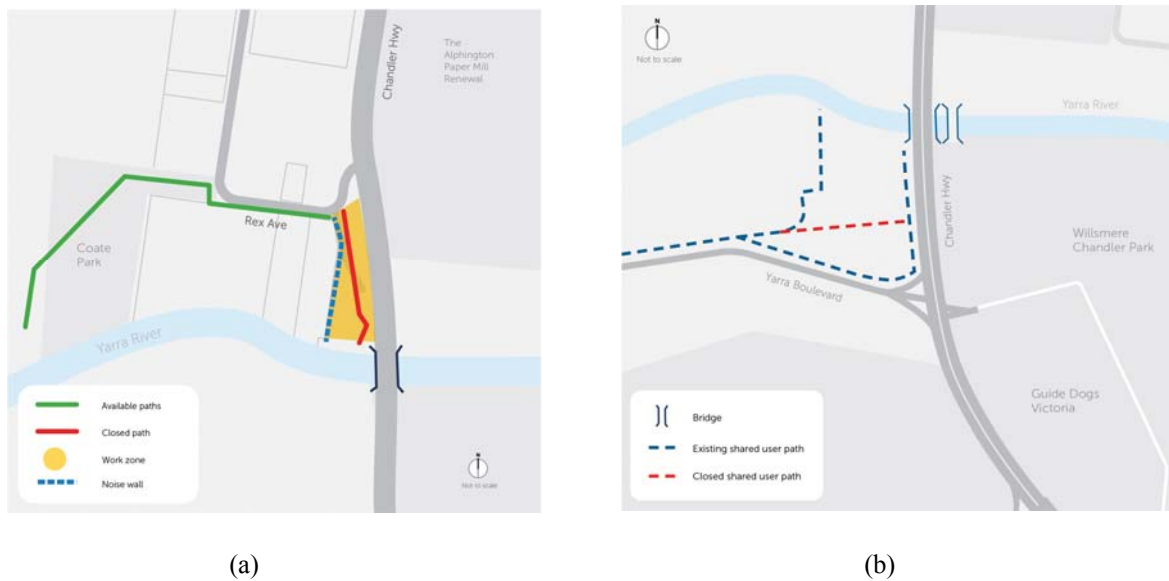 Chandler Hwy
The
Alphington
Paper Mill
Renewal
Rex Ave
Coate
Park
Yarra River
Available paths
Closed path
Work zone
Noise wall
N
Not to scale
(a)
N
Not to scale
Yarra River
Chandler Hwy
Willsmere
Chandler Park
Yarra Boulevard
Guide Dogs
Victoria
Bridge
Existing shared user path
Closed shared user path
(b)